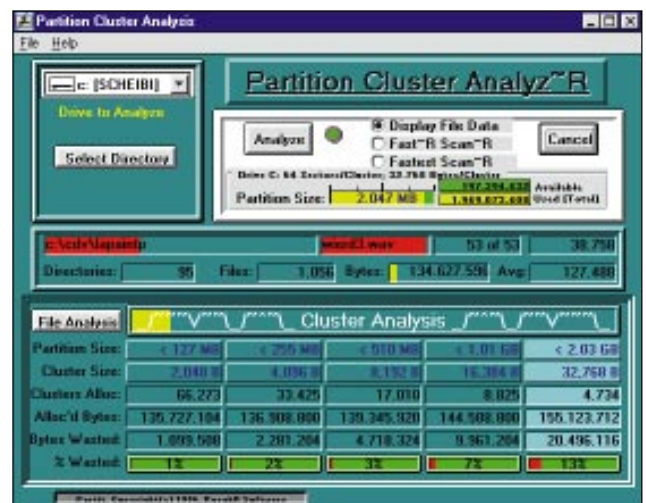 Partition Cluster Analysis
File Help
c: [SCHEIBI]
Drive to Analyze
Select Directory
Partition Cluster Analyz~R
Analyze
Display File Data
Fast~R Scan~R
Fastest Scan~R
Cancel
Drive C: 64 Sectors/Cluster; 32,768 Bytes/Cluster
Partition Size: 2,047 MB
Available
Used (Total)
word3.wav 53 of 53 38,758
Directories: 95 Files: 1,056 Bytes: 134,627,596 Avg: 127,488
File Analysis
Cluster Analysis
Partition Size: < 127 MB < 255 MB < 510 MB < 1.01 GB < 2.03 GB
Cluster Size: 2,048 B 4,096 B 8,192 B 16,384 B 32,768 B
Clusters Alloc: 66,273 33,425 17,010 8,825 4,734
Alloc'd Bytes: 135,727,104 136,908,800 139,345,920 144,588,800 155,123,712
Bytes Wasted: 1,099,508 2,281,204 4,718,324 9,961,204 20,496,116
% Wasted: 1% 2% 3% 7% 13%